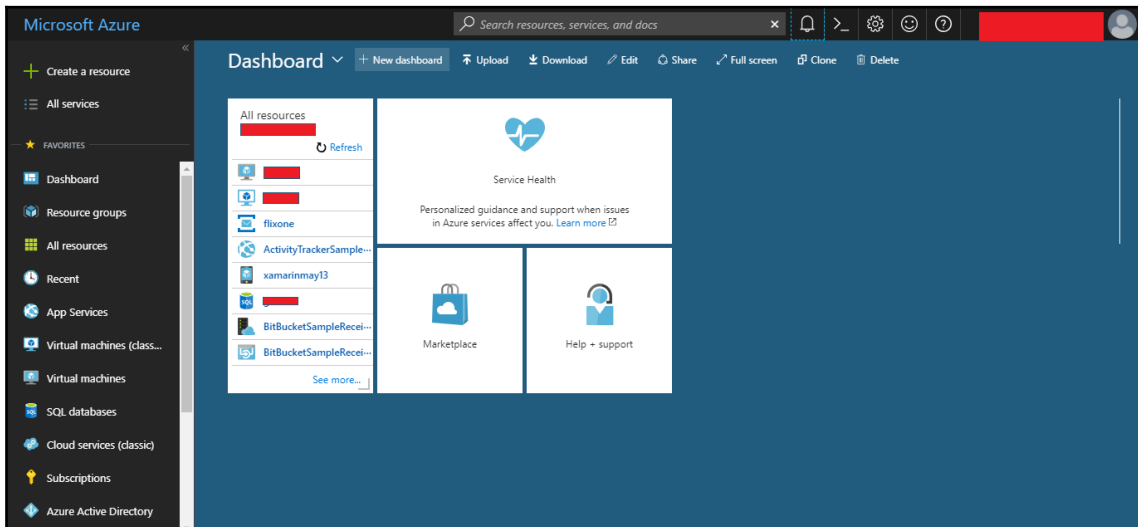 Microsoft Azure
Search resources, services, and docs
Create a resource
All services
FAVORITES
Dashboard
Resource groups
All resources
Recent
App Services
Virtual machines (class...
Virtual machines
SQL databases
Cloud services (classic)
Subscriptions
Azure Active Directory
Dashboard
New dashboard Upload Download Edit Share Full screen Clone Delete
All resources
Refresh
flixone
ActivityTrackerSample...
xamarinmay13
BitBucketSampleRecei...
BitBucketSampleRecei...
See more...
Service Health
Personalized guidance and support when issues
in Azure services affect you. Learn more
Marketplace
Help + support